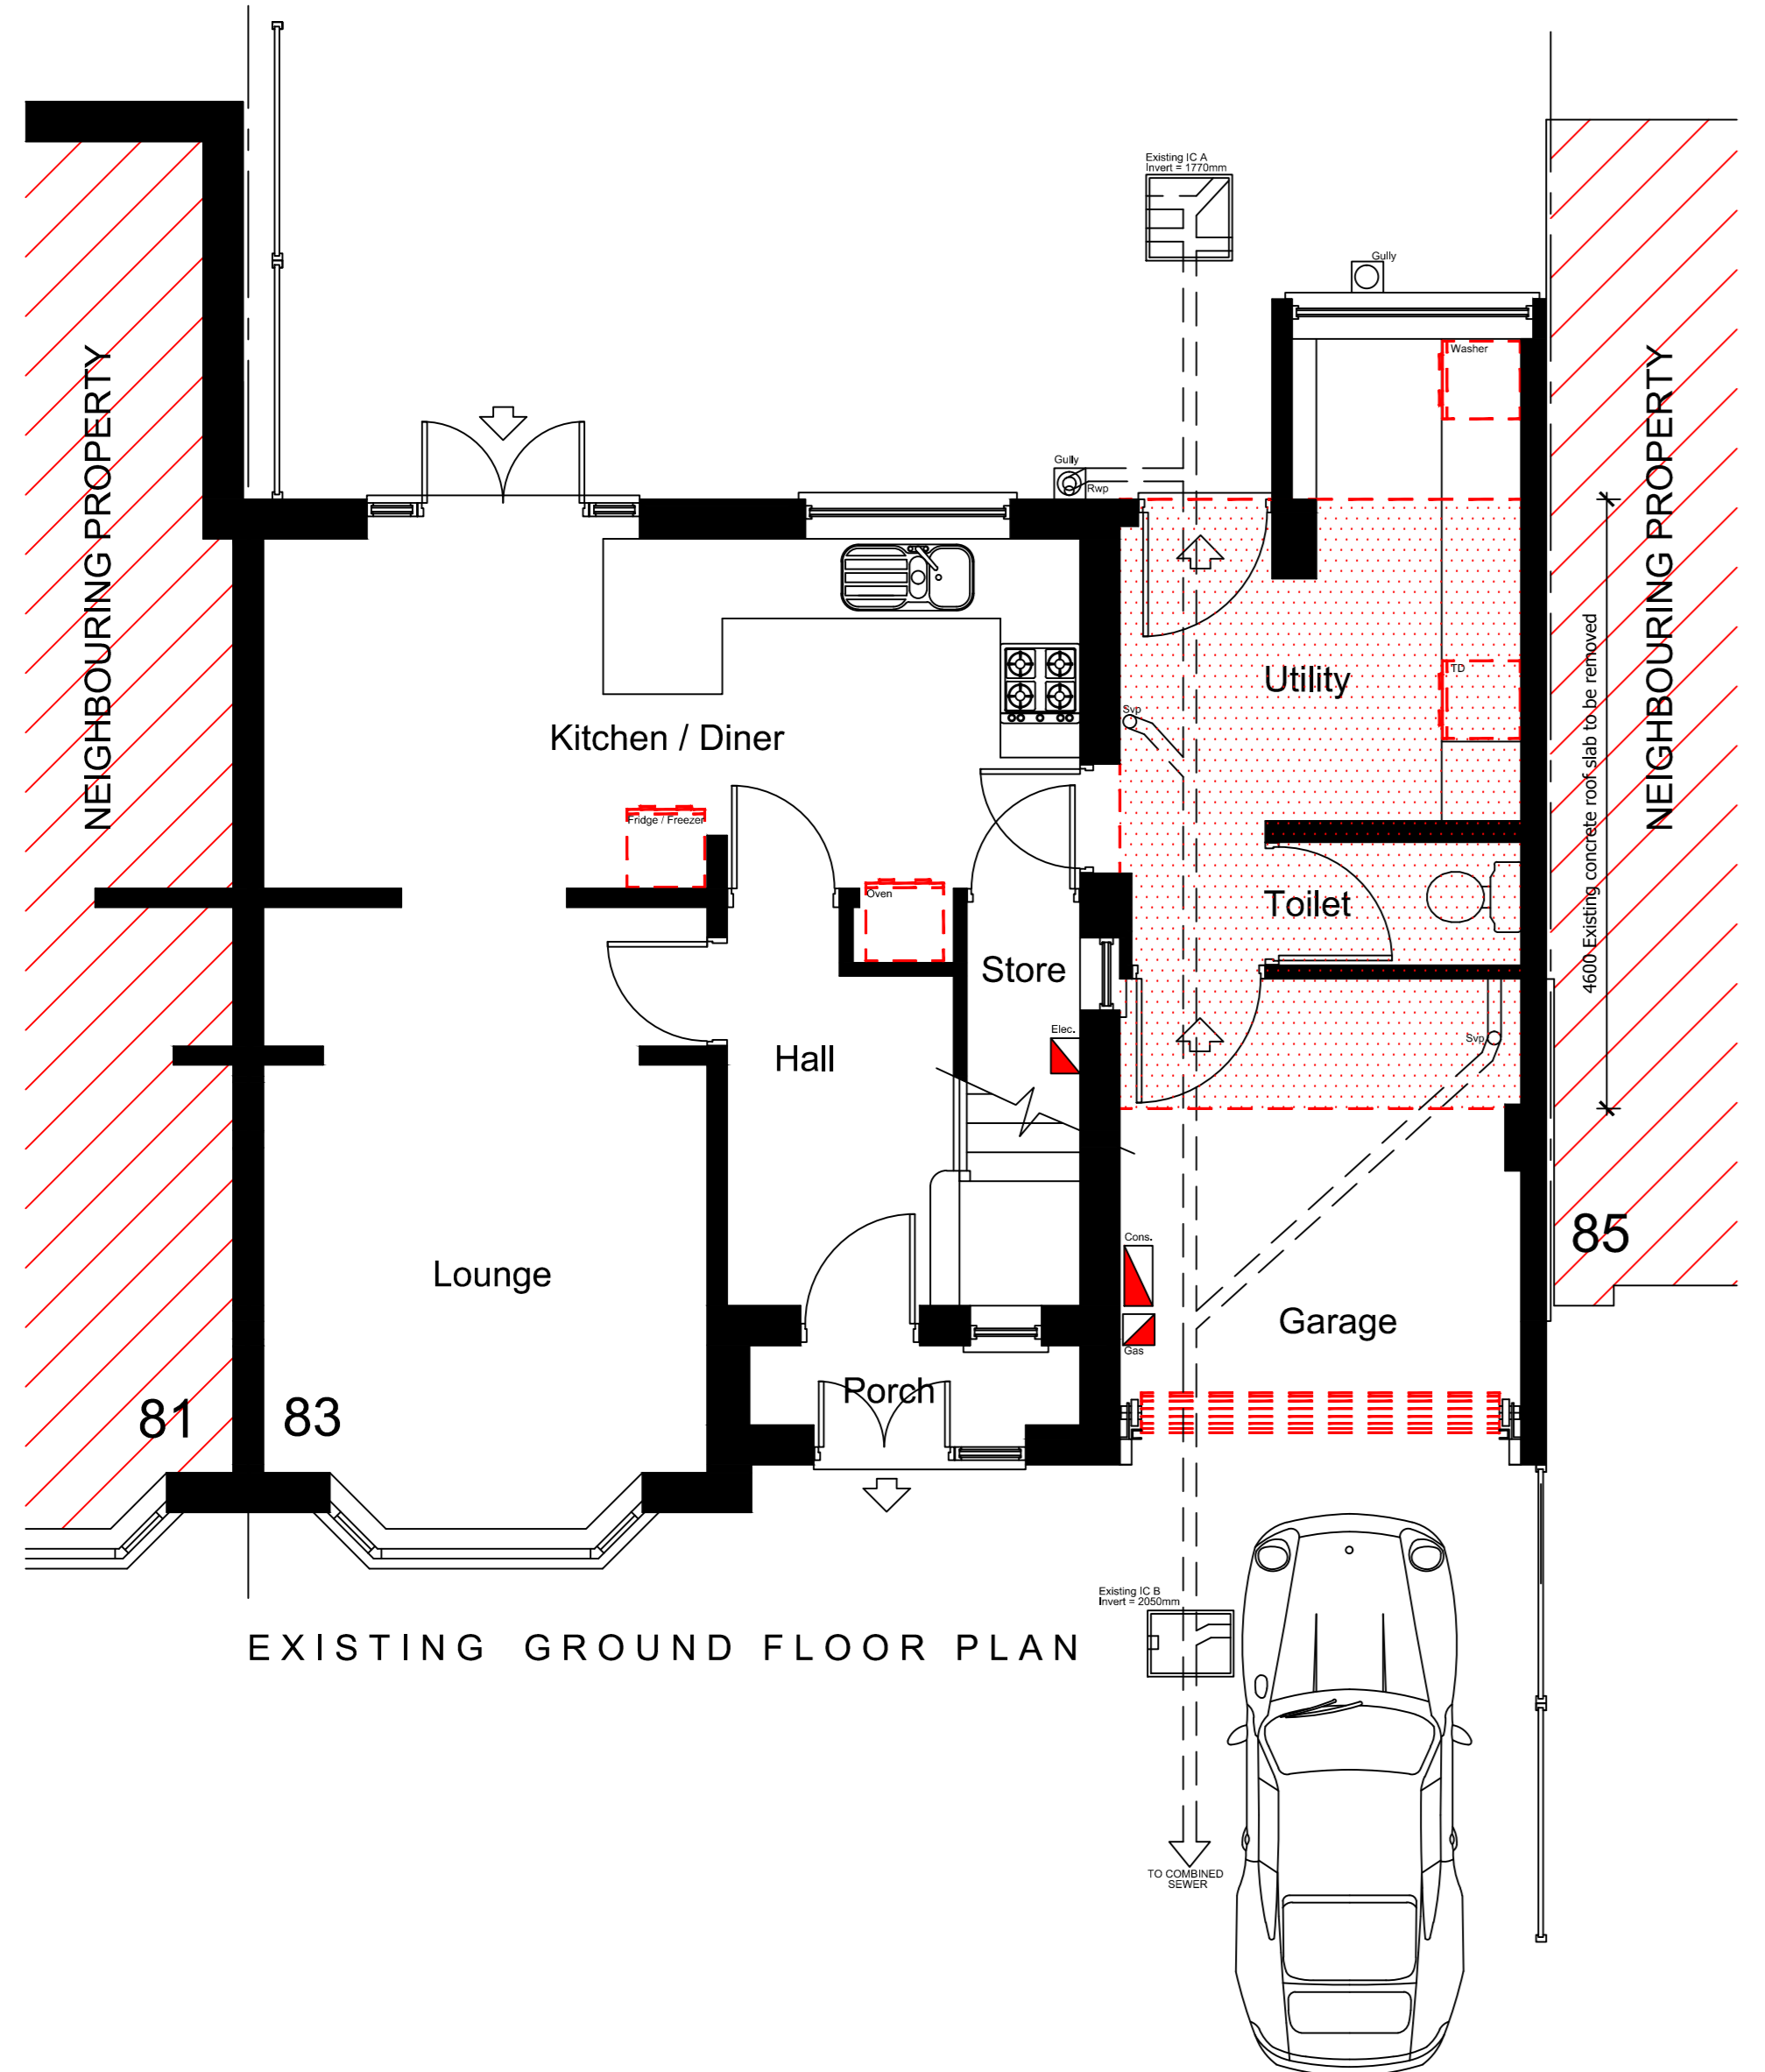 Existing IC A
Invert = 1770mm
Gully
Washer
NEIGHBOURING PROPERTY
NEIGHBOURING PROPERTY
Gully
Rwp
Utility
TD
4600 Existing concrete roof slab to be removed
Svp
Kitchen / Diner
Fridge / Freezer
Oven
Toilet
Store
Elec.
Svp
Hall
Cons.
85
Lounge
Garage
Gas
Porch
81
83
Existing IC B
Invert = 2050mm
EXISTING GROUND FLOOR PLAN
TO COMBINED
SEWER